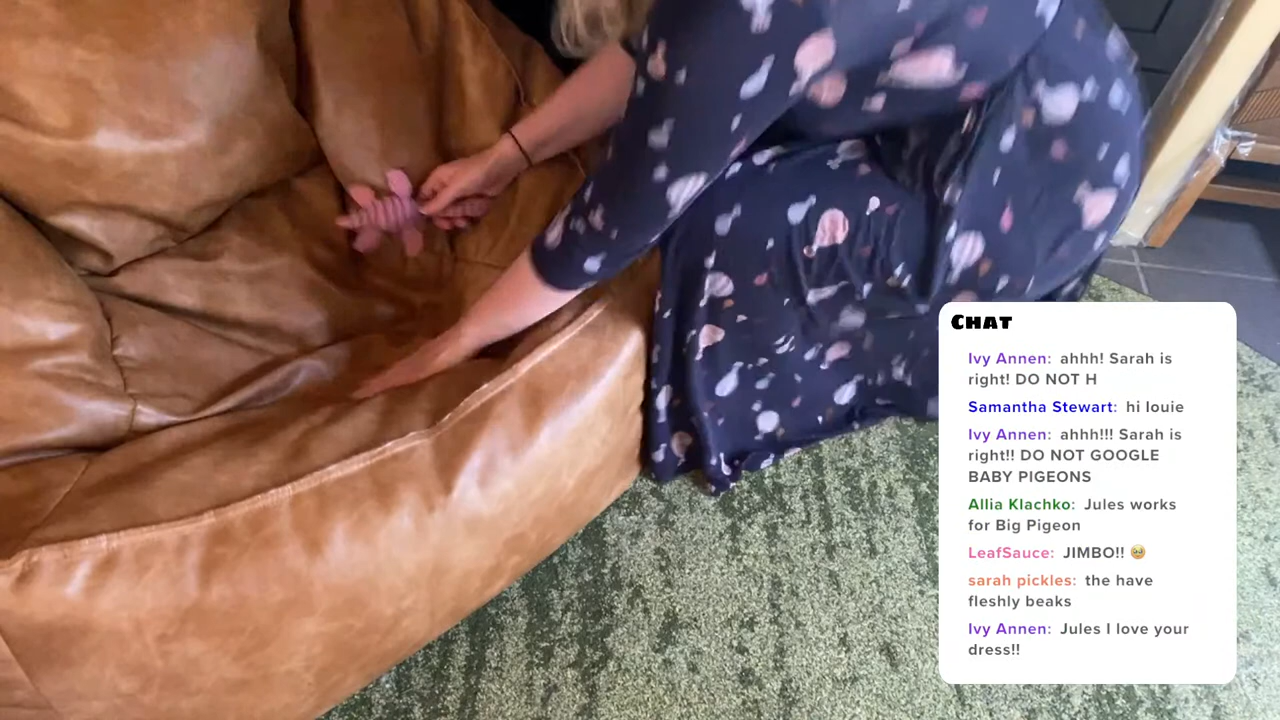 Chat
Ivy Annen: ahhh! Sarah is
right! DO NOT H
Samantha Stewart: hi louie
Ivy Annen: ahhh!!! Sarah is
right!! DO NOT GOOGLE
BABY PIGEONS
Allia Klachko: Jules works
for Big Pigeon
LeafSauce: JIMBO!! 🥹
sarah pickles: the have
fleshly beaks
Ivy Annen: Jules I love your
dress!!